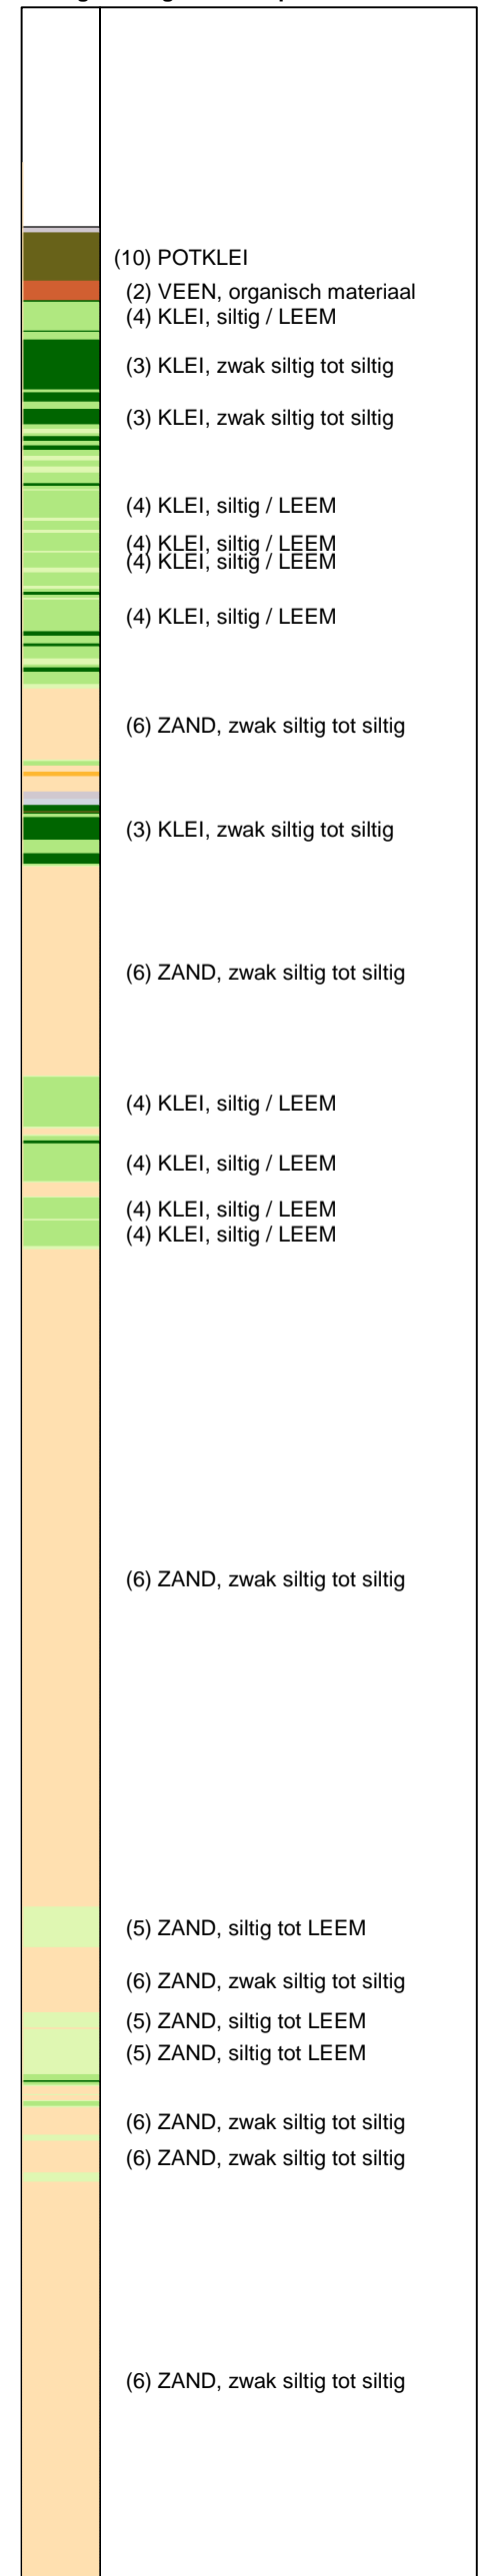 (10) POTKLEI
(2) VEEN, organisch materiaal
(4) KLEI, siltig / LEEM
(3) KLEI, zwak siltig tot siltig
(3) KLEI, zwak siltig tot siltig
(4) KLEI, siltig / LEEM
(4) KLEI, siltig / LEEM
(4) KLEI, siltig / LEEM
(4) KLEI, siltig / LEEM
(6) ZAND, zwak siltig tot siltig
(3) KLEI, zwak siltig tot siltig
(6) ZAND, zwak siltig tot siltig
(4) KLEI, siltig / LEEM
(4) KLEI, siltig / LEEM
(4) KLEI, siltig / LEEM
(4) KLEI, siltig / LEEM
(6) ZAND, zwak siltig tot siltig
(5) ZAND, siltig tot LEEM
(6) ZAND, zwak siltig tot siltig
(5) ZAND, siltig tot LEEM
(5) ZAND, siltig tot LEEM
(6) ZAND, zwak siltig tot siltig
(6) ZAND, zwak siltig tot siltig
(6) ZAND, zwak siltig tot siltig